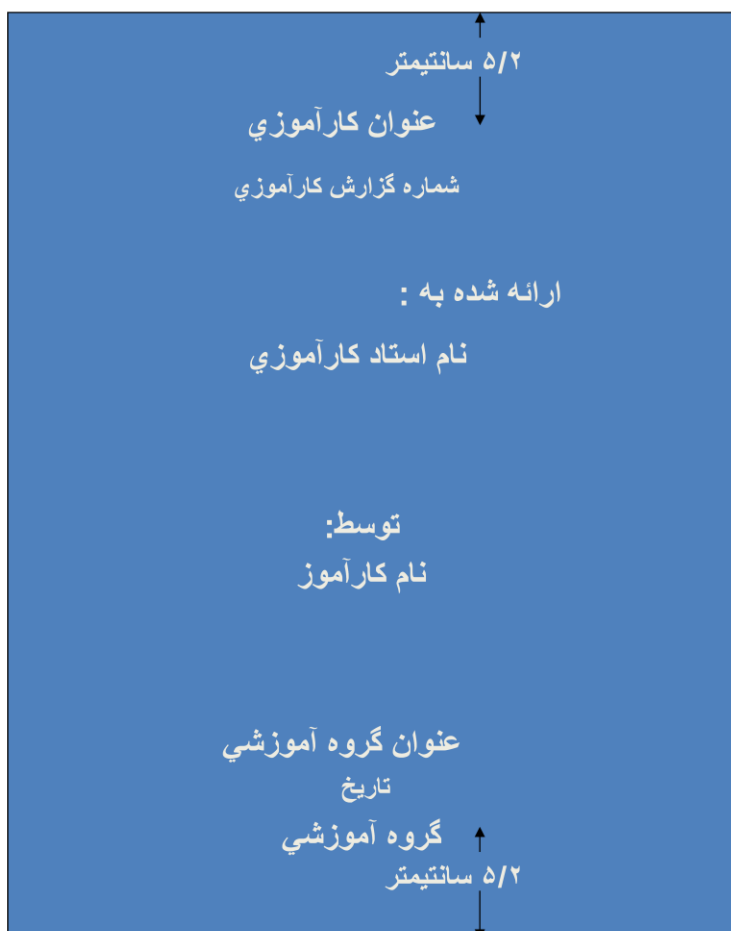 ۵/۲ سانتیمتر
عنوان کارآموزي
شماره گزارش کارآموزي
ارائه شده به :
نام استاد کارآموزي
توسط:
نام کارآموز
عنوان گروه آموزشي
تاریخ
گروه آموزشي
۵/۲ سانتیمتر